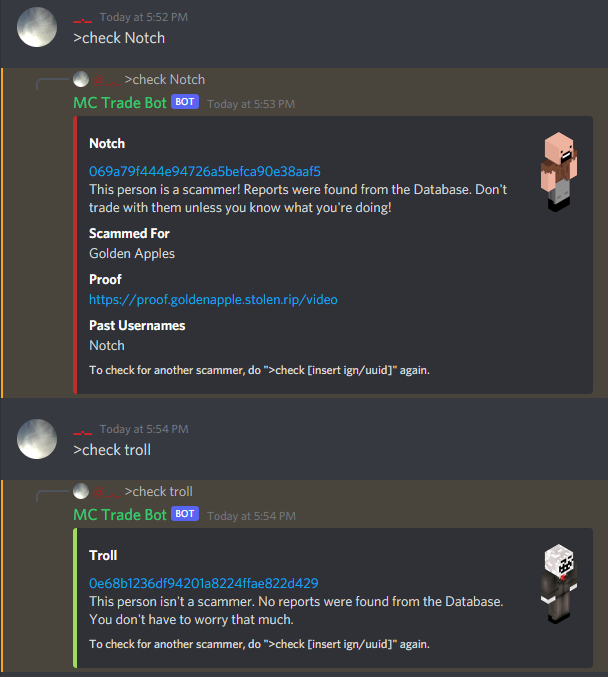 _._ Today at 5:52 PM
>check Notch
@_._ >check Notch
MC Trade Bot BOT Today at 5:53 PM
Notch
069a79f444e94726a5befca90e38aaf5
This person is a scammer! Reports were found from the Database. Don't
trade with them unless you know what you're doing!
Scammed For
Golden Apples
Proof
https://proof.goldenapple.stolen.rip/video
Past Usernames
Notch
To check for another scammer, do ">check [insert ign/uuid]" again.
_._ Today at 5:54 PM
>check troll
@_._ >check troll
MC Trade Bot BOT Today at 5:54 PM
Troll
0e68b1236df94201a8224ffae822d429
This person isn't a scammer. No reports were found from the Database.
You don't have to worry that much.
To check for another scammer, do ">check [insert ign/uuid]" again.